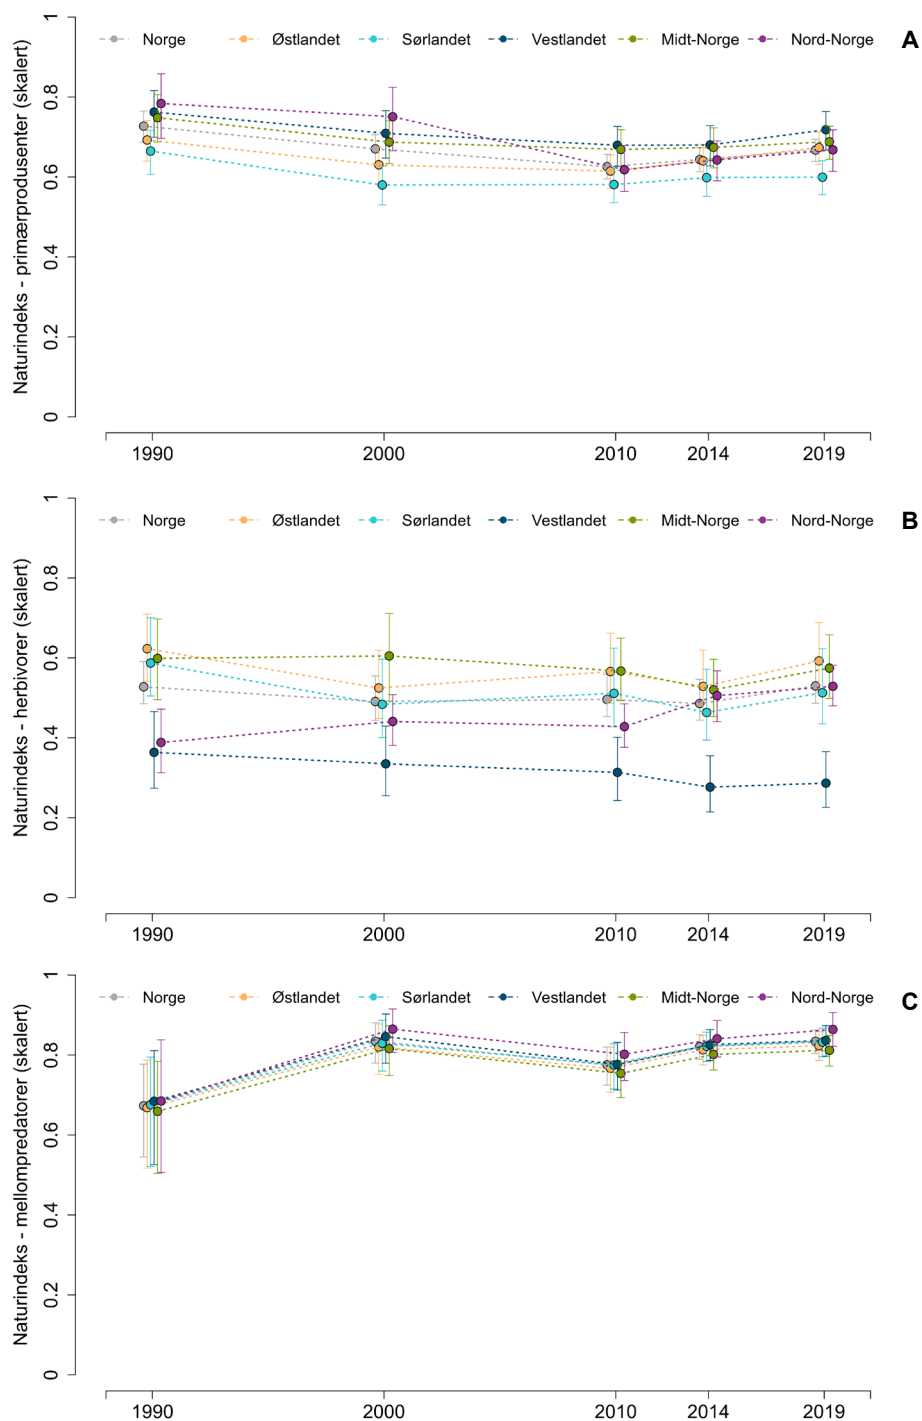 Norge Østlandet Sørlandet Vestlandet Midt-Norge Nord-Norge
A
Naturindeks - primærprodusenter (skalert)
1
0.8
0.6
0.4
0.2
0
1990 2000 2010 2014 2019
Norge Østlandet Sørlandet Vestlandet Midt-Norge Nord-Norge
B
Naturindeks - herbivorer (skalert)
1
0.8
0.6
0.4
0.2
0
1990 2000 2010 2014 2019
Norge Østlandet Sørlandet Vestlandet Midt-Norge Nord-Norge
C
Naturindeks - mellompredatorer (skalert)
1
0.8
0.6
0.4
0.2
0
1990 2000 2010 2014 2019